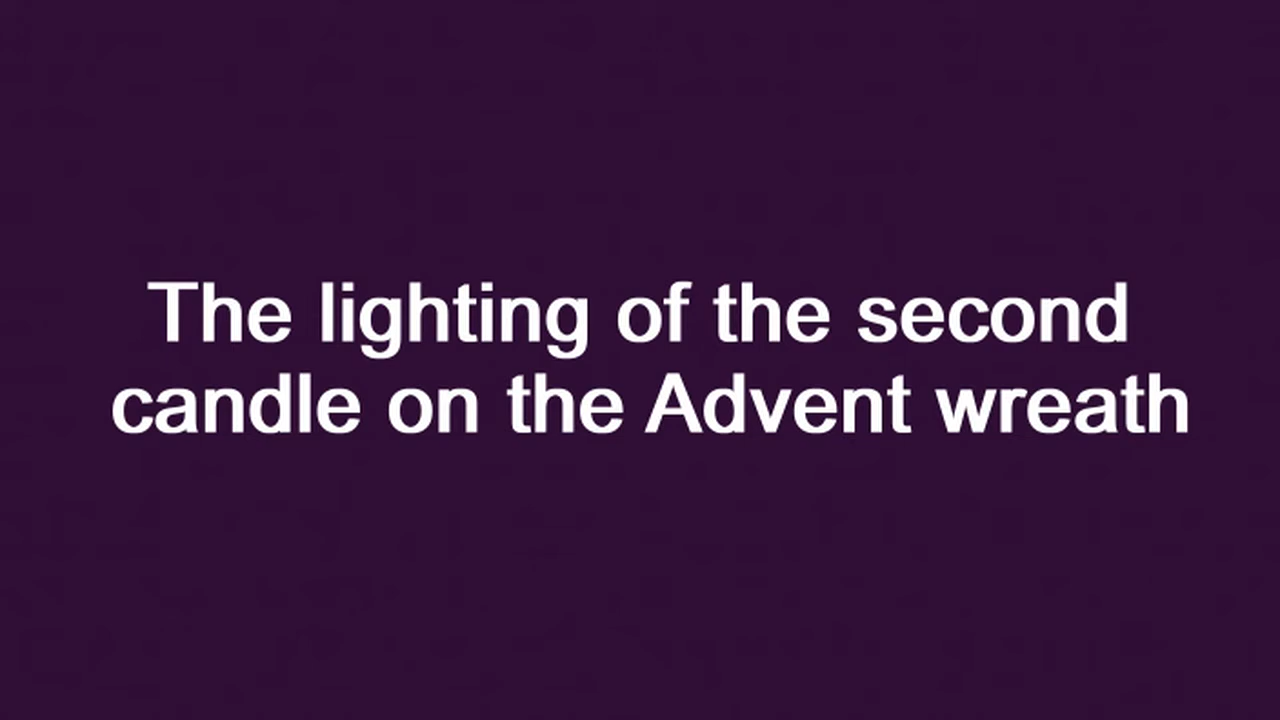 The lighting of the second
candle on the Advent wreath